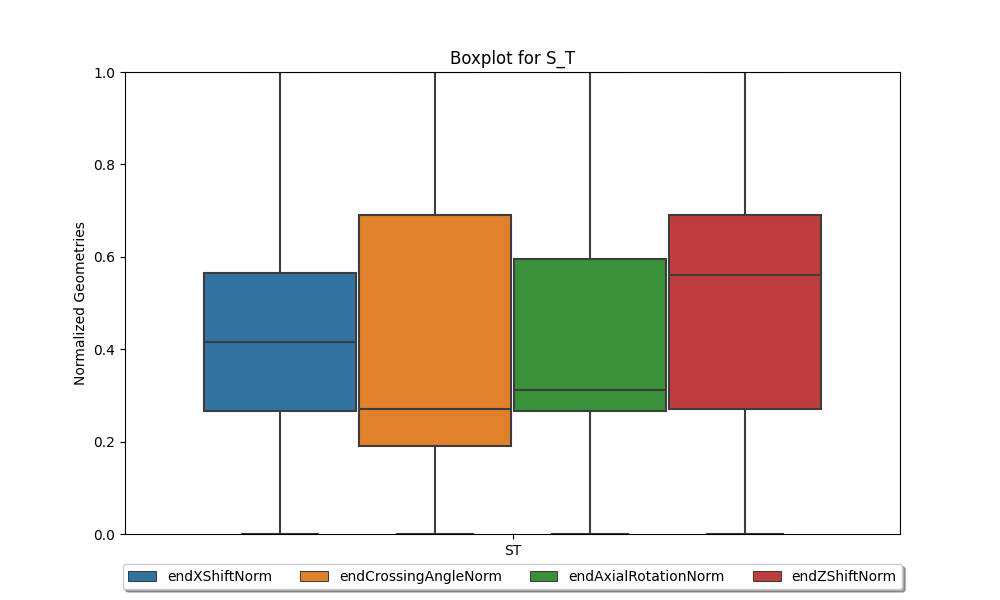 Boxplot for S_T
Normalized Geometries
1.0
0.8
0.6
0.4
0.2
0.0
ST
endXShiftNorm endCrossingAngleNorm endAxialRotationNorm endZShiftNorm